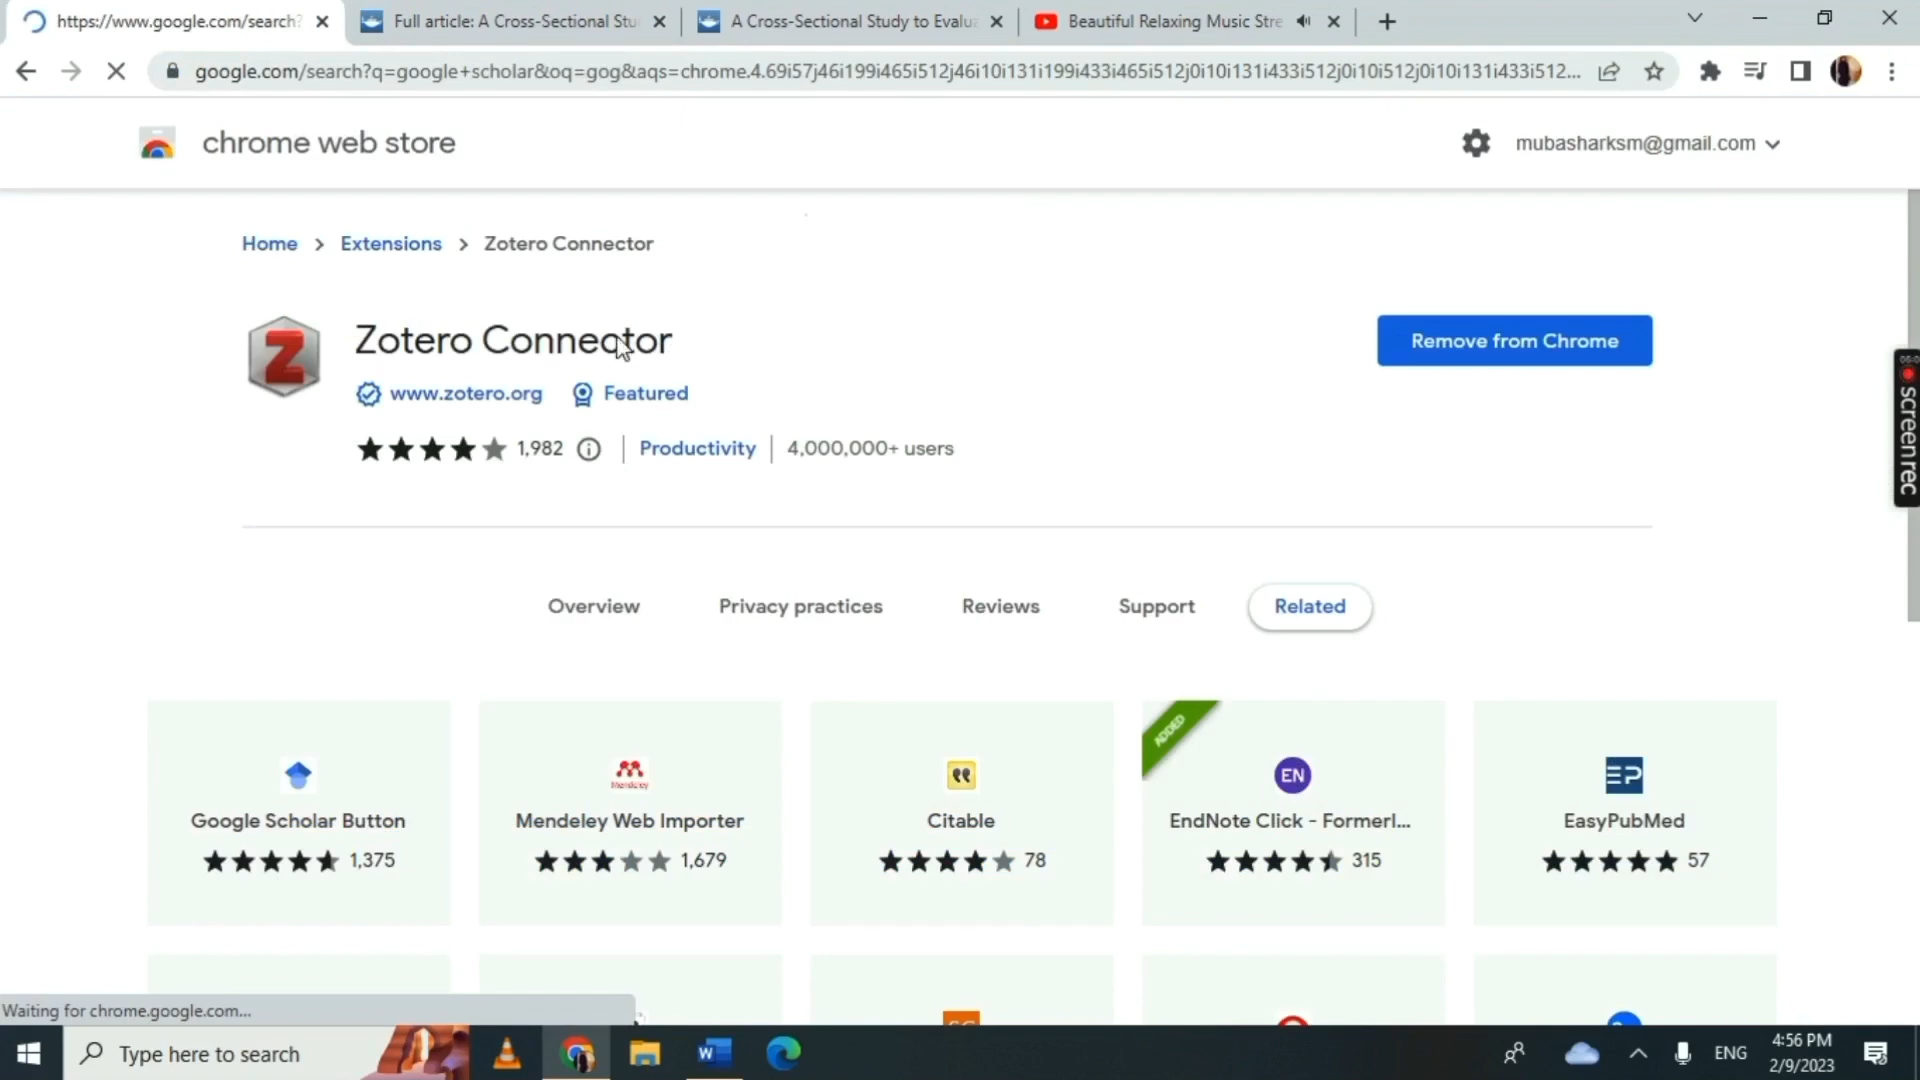 https://www.google.com/search?
Full article: A Cross-Sectional Stu
A Cross-Sectional Study to Evalua
Beautiful Relaxing Music Stre
google.com/search?q=google+scholar&oq=gog&aqs=chrome.4.69i57j46i199i465i512j46i10i131i199i433i465i512j0i10i131i433i512j0i10i512j0i10i131i433i512...
chrome web store
mubasharksm@gmail.com
Home > Extensions > Zotero Connector
Z
Zotero Connector
Remove from Chrome
www.zotero.org Featured
1,982 Productivity 4,000,000+ users
screenrec
Overview Privacy practices Reviews Support Related
ADDED
Mendeley
EN
EP
Google Scholar Button
Mendeley Web Importer
Citable
EndNote Click - Formerl...
EasyPubMed
1,375
1,679
78
315
57
Waiting for chrome.google.com...
Type here to search
W
ENG
4:56 PM
2/9/2023